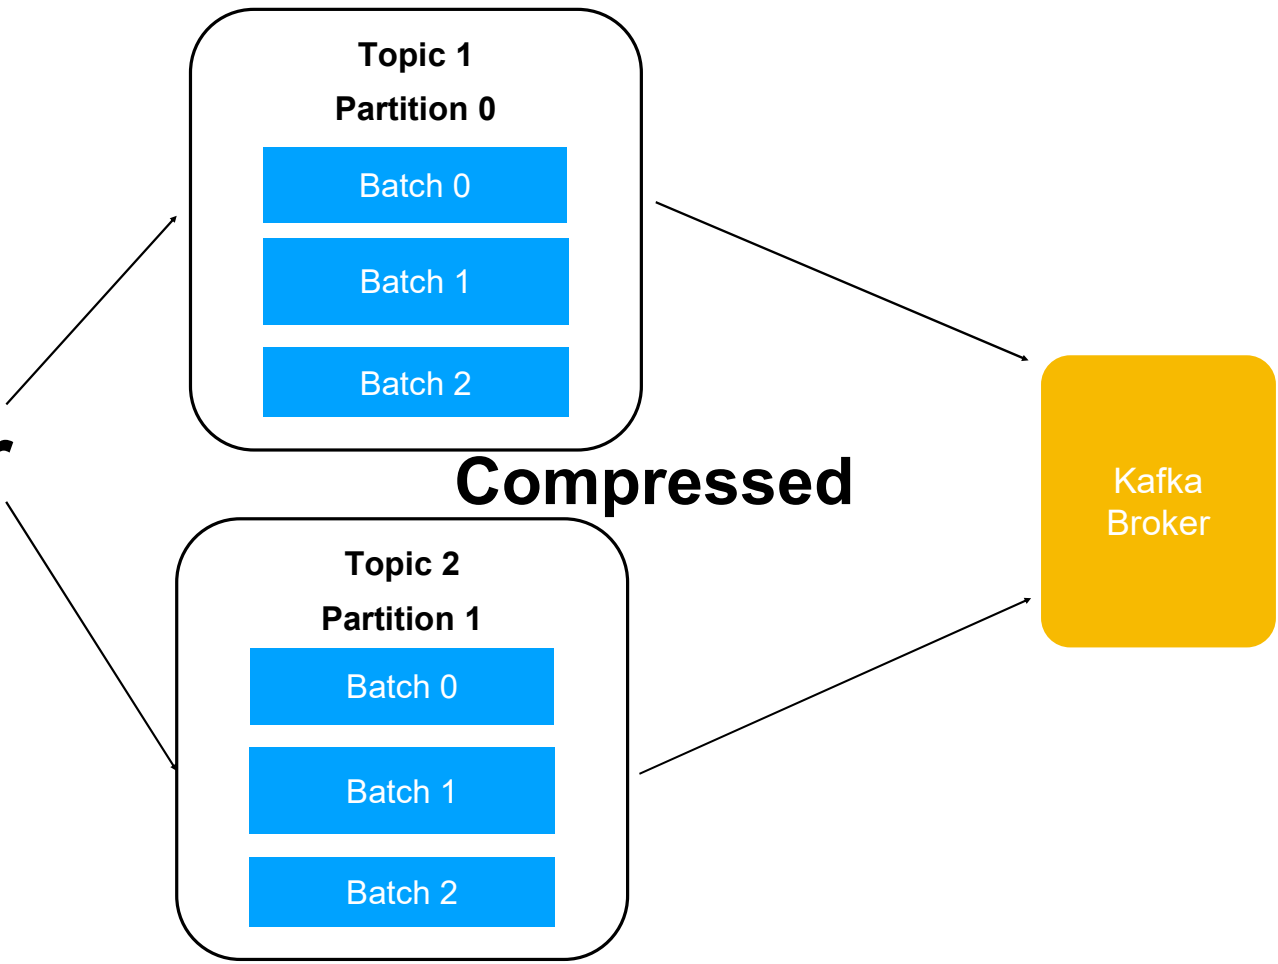 Topic 1
Partition 0
Batch 0
Batch 1
Batch 2
Compressed
Kafka
Broker
Topic 2
Partition 1
Batch 0
Batch 1
Batch 2